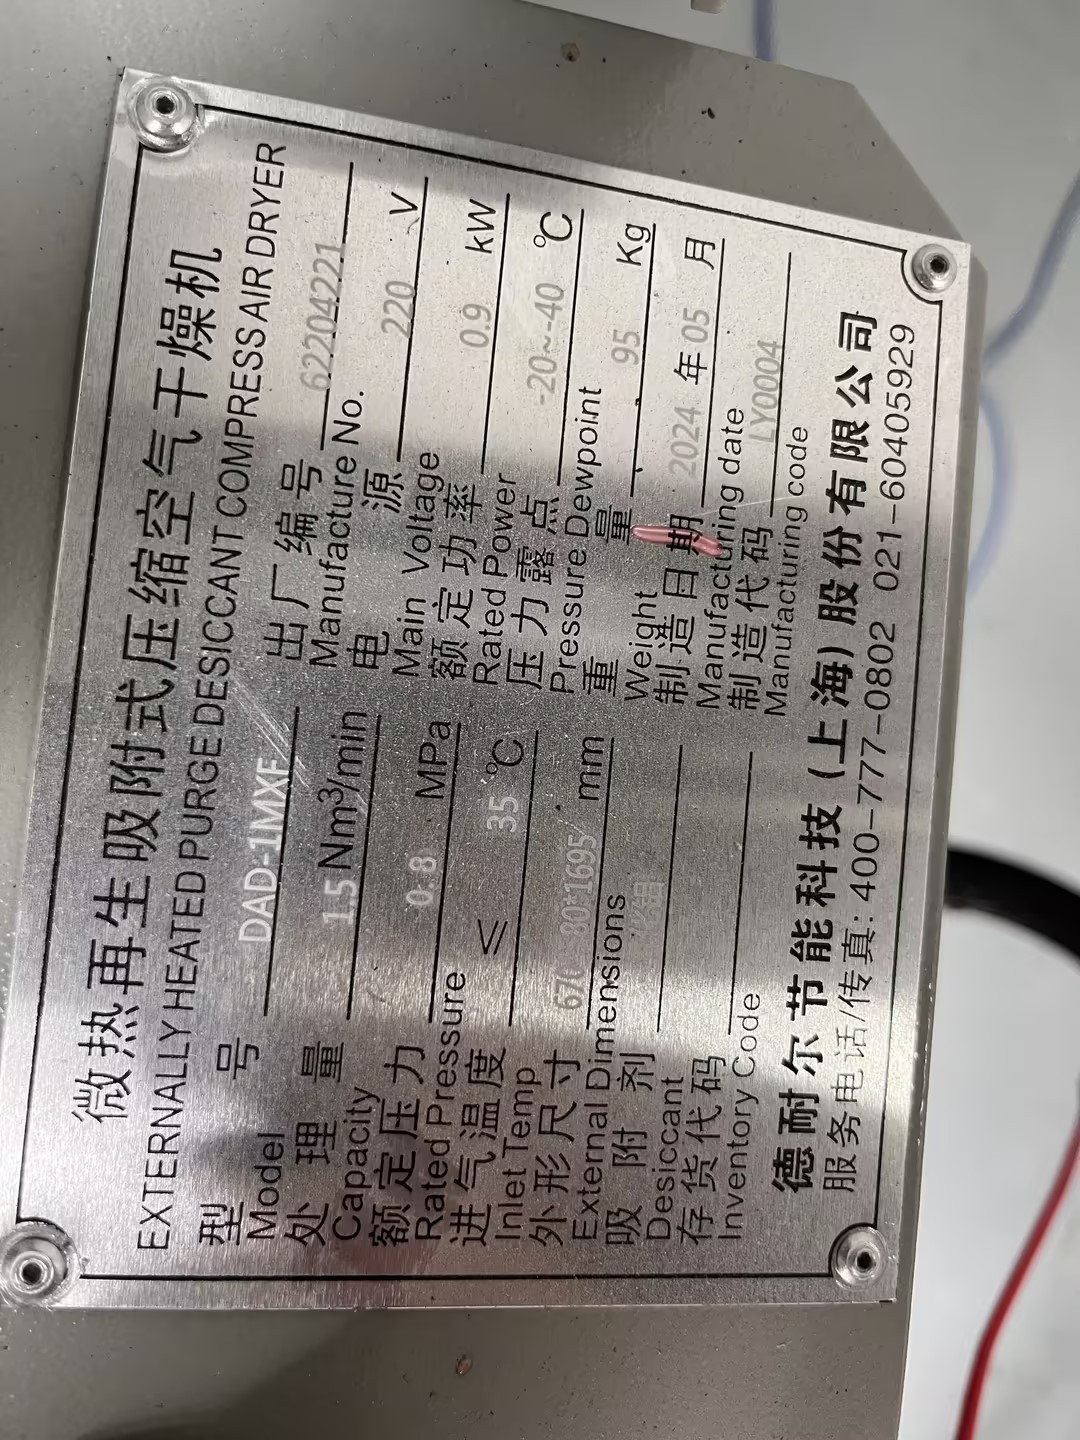 微热再生吸附式压缩空气干燥机
EXTERNALLY HEATED PURGE DESICCANT COMPRESS AIR DRYER
型 号 DAD-1MXF
Model
处 理 量 1.5 Nm³/min
Capacity
额定压力 0.8 MPa
Rated Pressure
进气温度 ≤ 35 ℃
Inlet Temp
外形尺寸 80*1695 mm
External Dimensions
吸 附 剂
Desiccant
存货代码
Inventory Code
出厂编号 62204221
Manufacture No.
电 源 220 V
Main Voltage
额定功率 0.9 kW
Rated Power
压力露点 -20~-40 ℃
Pressure Dewpoint
重 量 95 Kg
Weight
制造日期 2024 年 05 月
Manufacturing date
制造代码 LY0004
Manufacturing code
德耐尔节能科技(上海)股份有限公司
服务电话/传真: 400-777-0802 021-60405929